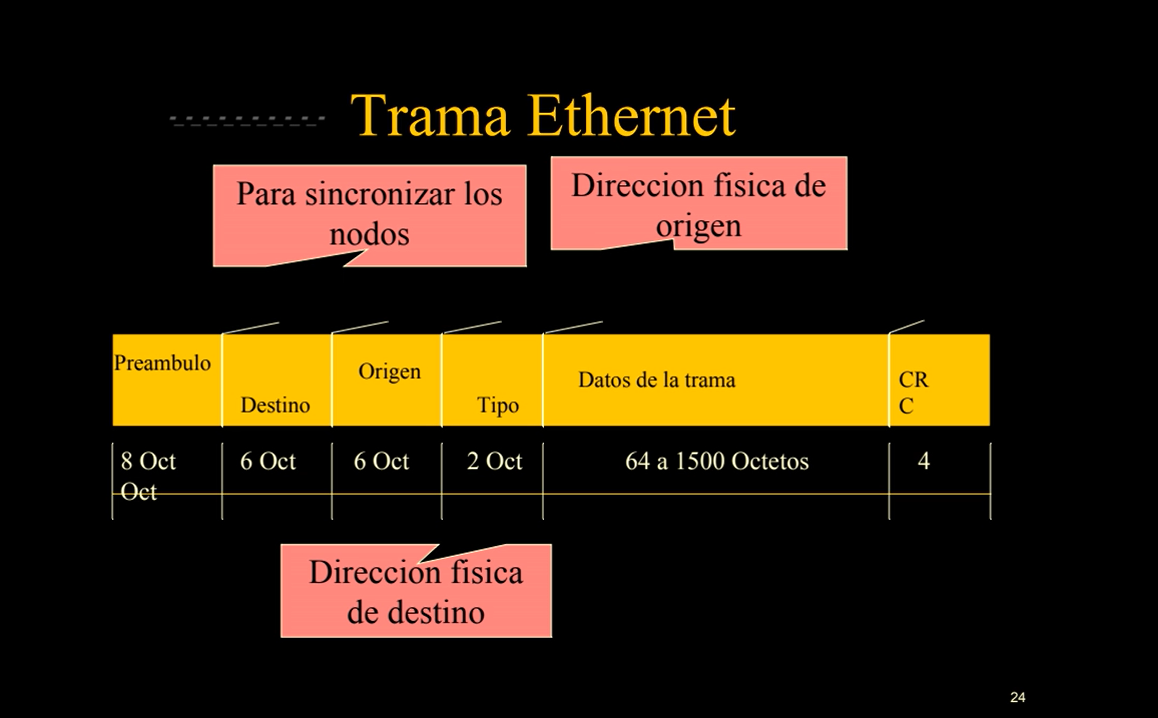 Trama Ethernet
Para sincronizar los
nodos
Direccion fisica de
origen
Preambulo
Destino
Origen
Tipo
Datos de la trama
CR
C
8 Oct
Oct
6 Oct
6 Oct
2 Oct
64 a 1500 Octetos
4
Direccion fisica
de destino
24